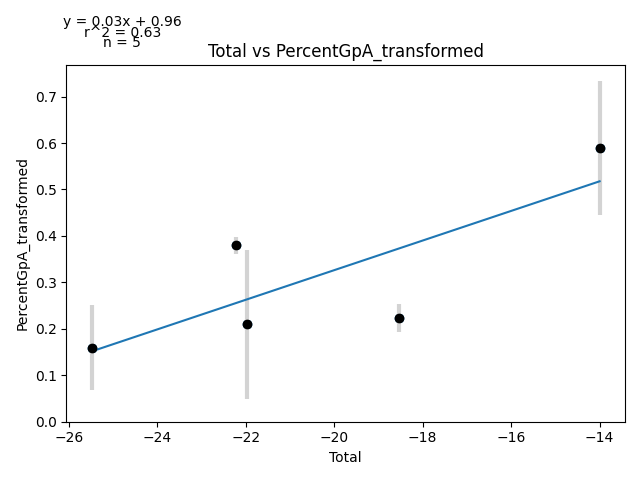 y = 0.03x + 0.96
r^2 = 0.63
n = 5
Total vs PercentGpA_transformed
PercentGpA_transformed
0.7
0.6
0.5
0.4
0.3
0.2
0.1
0.0
−26 −24 −22 −20 −18 −16 −14
Total